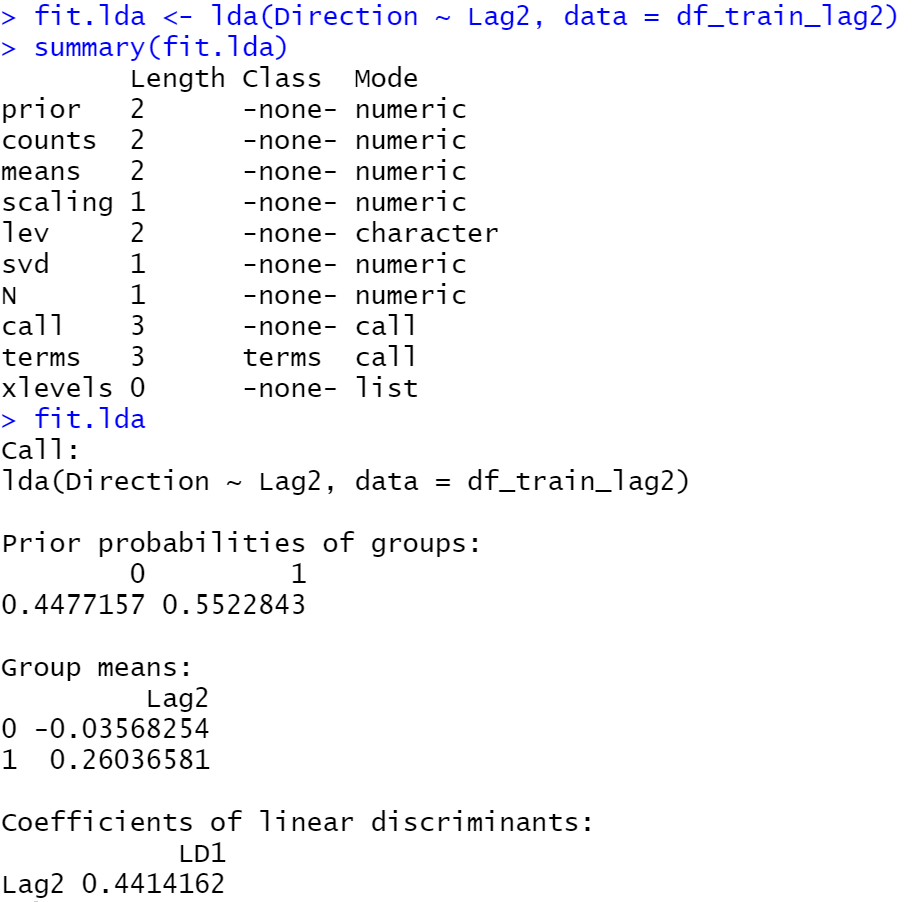 > fit.lda <- lda(Direction ~ Lag2, data = df_train_lag2)
> summary(fit.lda)
        Length Class  Mode
prior   2      -none- numeric
counts  2      -none- numeric
means   2      -none- numeric
scaling 1      -none- numeric
lev     2      -none- character
svd     1      -none- numeric
N       1      -none- numeric
call    3      -none- call
terms   3      terms  call
xlevels 0      -none- list
> fit.lda
Call:
lda(Direction ~ Lag2, data = df_train_lag2)

Prior probabilities of groups:
        0         1
0.4477157 0.5522843

Group means:
         Lag2
0 -0.03568254
1  0.26036581

Coefficients of linear discriminants:
           LD1
Lag2 0.4414162